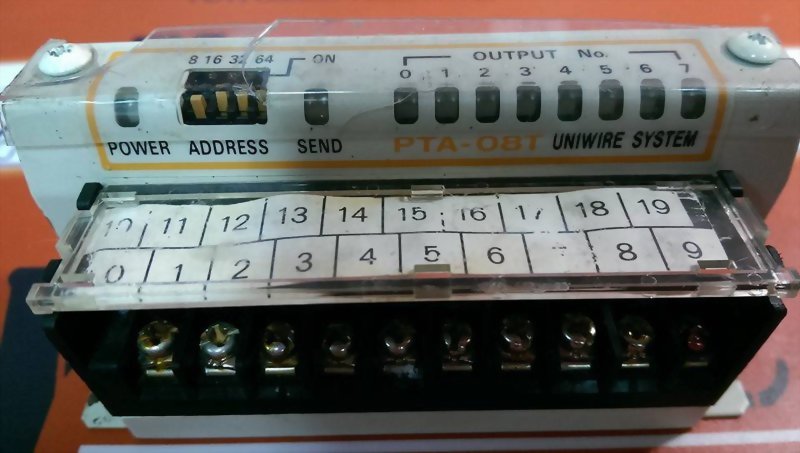 8 16 32 64 ON OUTPUT No.
0 1 2 3 4 5 6 7
POWER ADDRESS SEND PTA-08T UNIWIRE SYSTEM
10 11 12 13 14 15 16 17 18 19
0 1 2 3 4 5 6 8 9